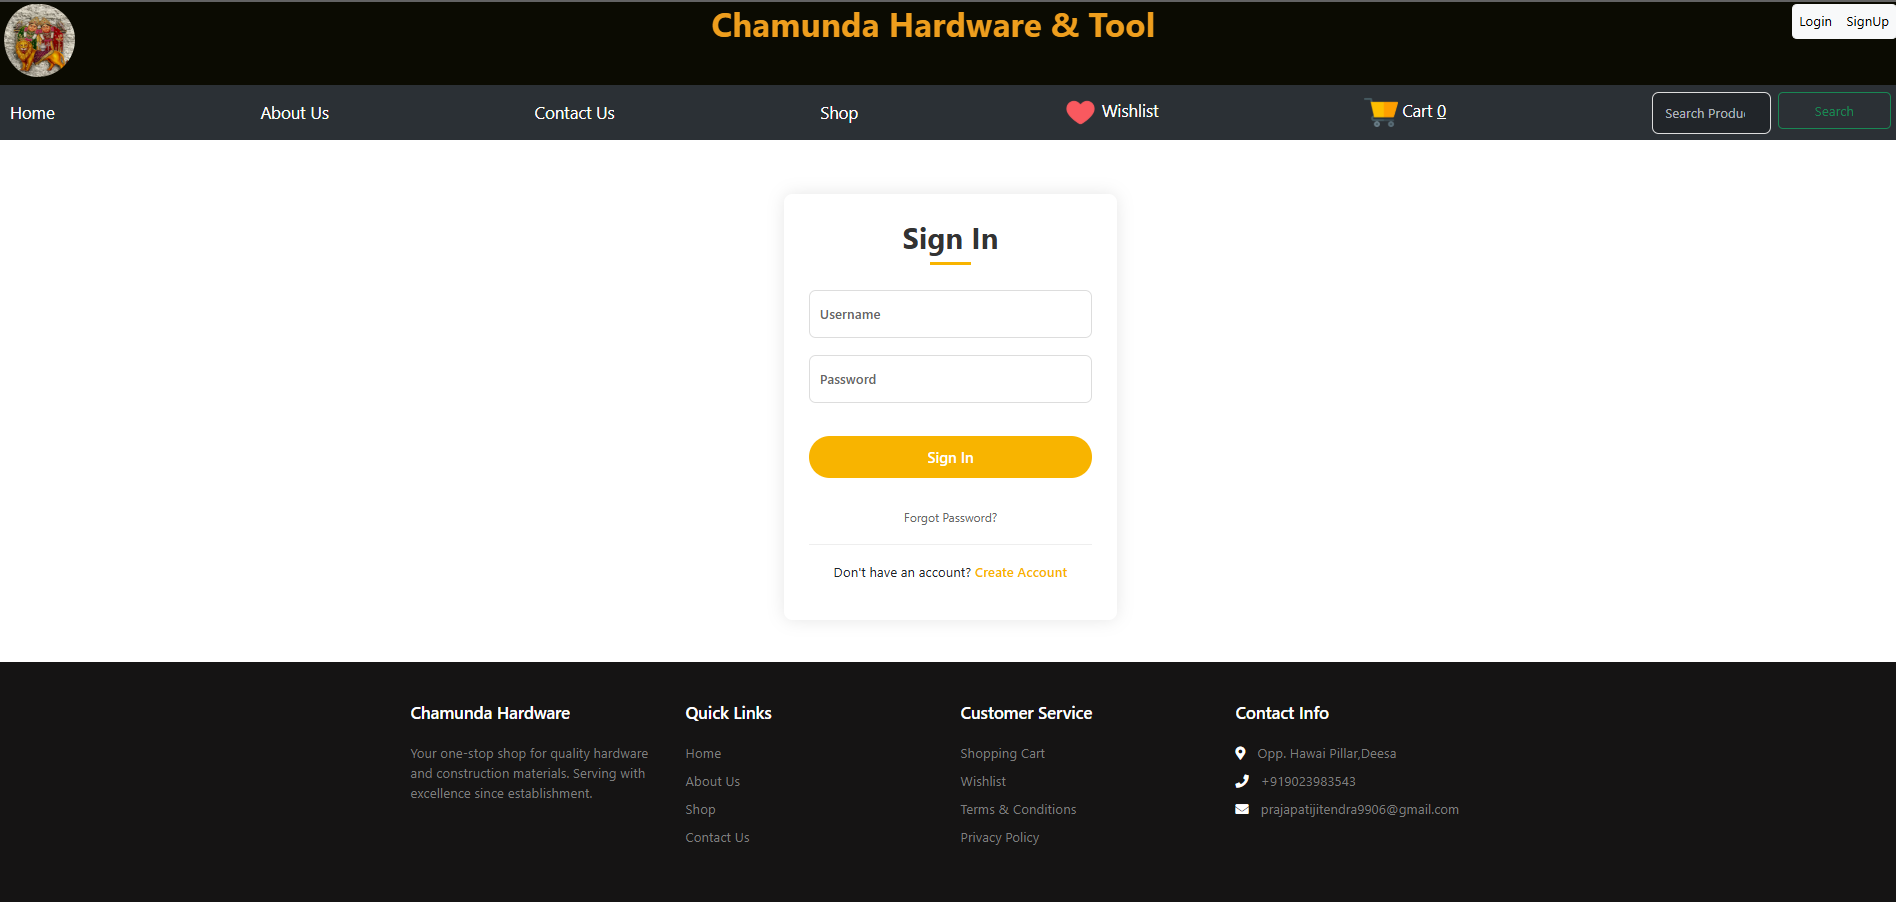 Chamunda Hardware & Tool
Login SignUp
Home About Us Contact Us Shop Wishlist Cart 0 Search Produ Search
Sign In
Username
Password
Sign In
Forgot Password?
Don't have an account? Create Account
Chamunda Hardware
Your one-stop shop for quality hardware
and construction materials. Serving with
excellence since establishment.
Quick Links
Home
About Us
Shop
Contact Us
Customer Service
Shopping Cart
Wishlist
Terms & Conditions
Privacy Policy
Contact Info
Opp. Hawai Pillar,Deesa
+919023983543
prajapatijitendra9906@gmail.com